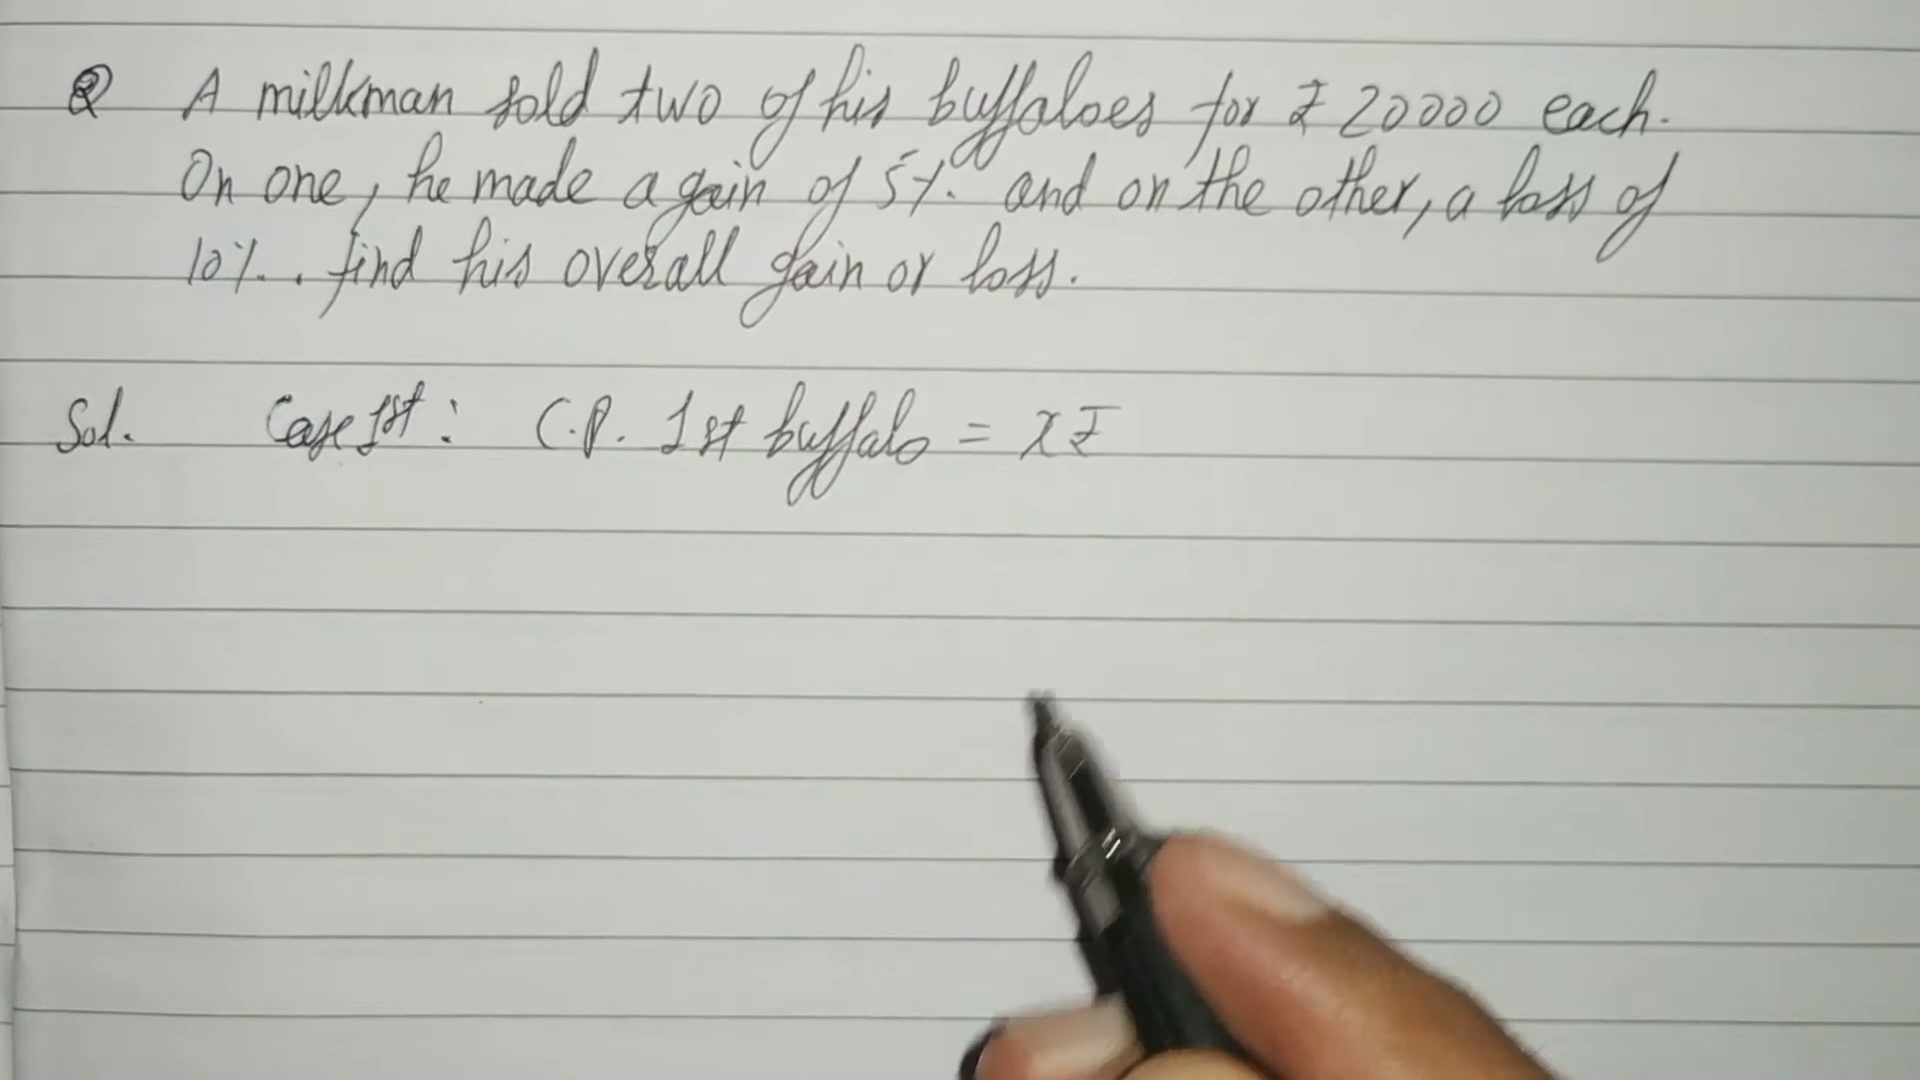 Q A milkman sold two of his buffaloes for ₹ 20000 each.
On one, he made a gain of 5% and on the other, a loss of
10%. . find his overall gain or loss.
Sol. Case 1st : C.P. 1st buffalo = x ₹